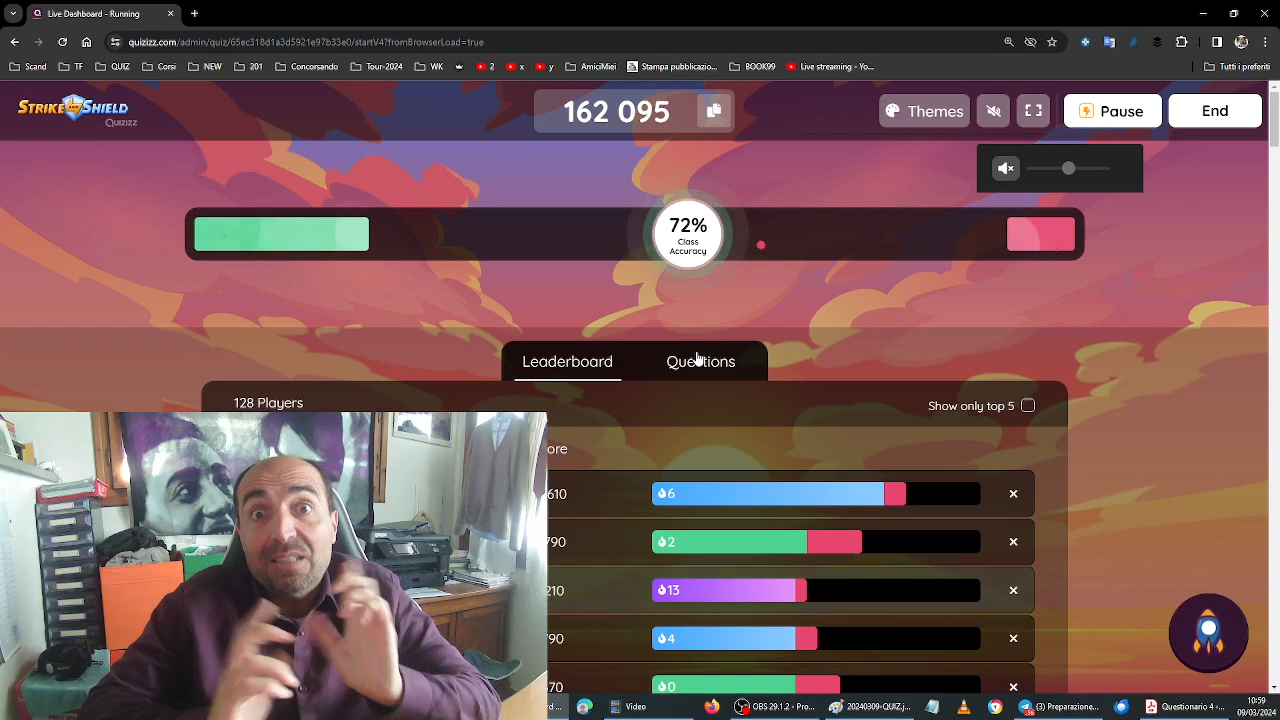 Live Dashboard - Running
quizizz.com/admin/quiz/65ec318d1a3d5921e97b33e0/startV4?fromBrowserLoad=true
Scand TF QUIZ Corsi NEW 201 Concorsando Tour-2024 WK 2 x y AmiciMiei Stampa pubblicazio... BOOK99 Live streaming - Yo... Tutti i preferiti
STRIKE AND SHIELD
Quizizz
162 095
Themes
Pause
End
72%
Class
Accuracy
Leaderboard Questions
128 Players
Show only top 5
ore
610 6
790 2
210 13
90 4
70 0
Video
OBS 29.1.2 - Pro...
20240309-QUIZ.j...
(3) Preparazione...
Questionario 4 -...
10:59
09/03/2024